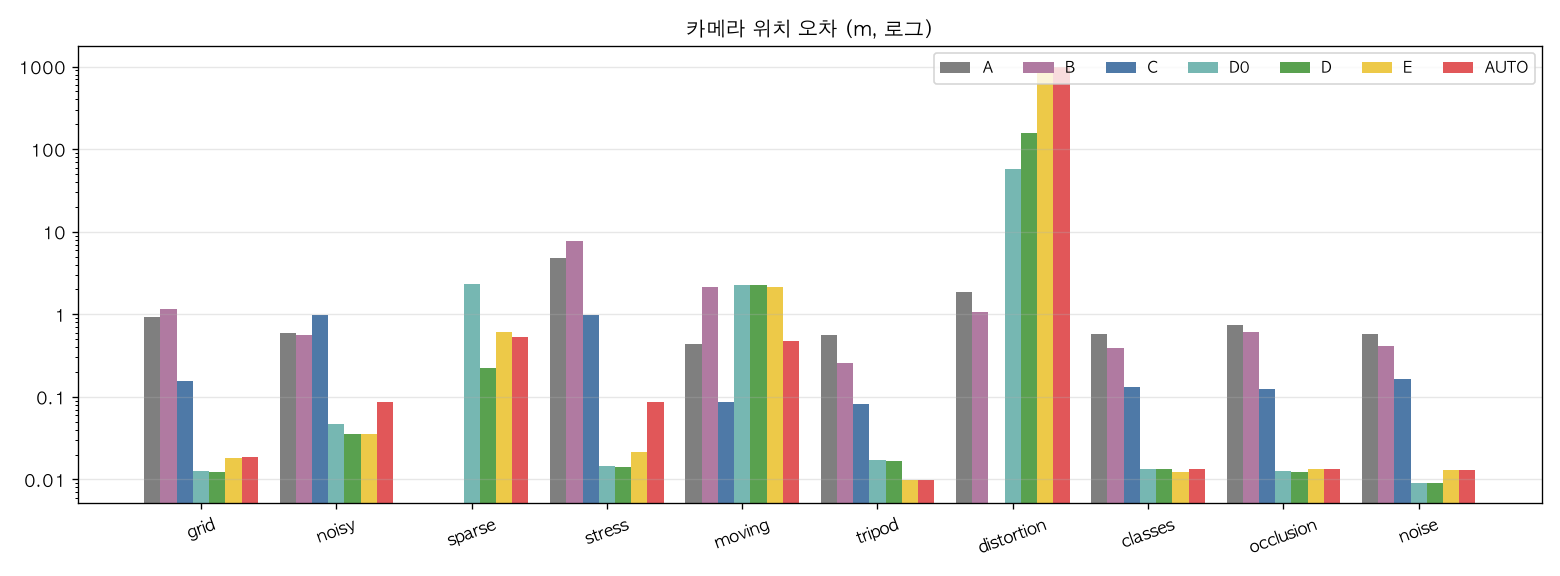 카메라 위치 오차 (m, 로그)
A B C D0 D E AUTO
1000
100
10
1
0.1
0.01
grid noisy sparse stress moving tripod distortion classes occlusion noise